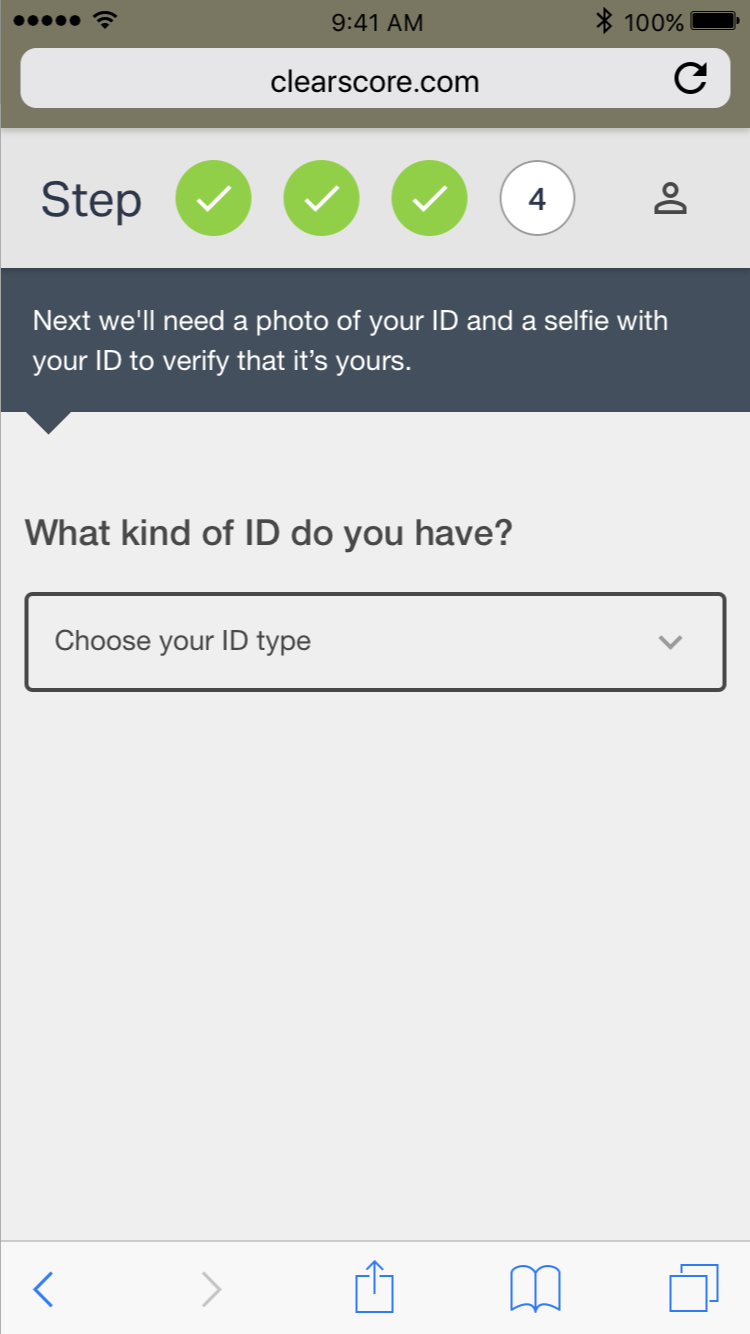 9:41 AM
100%
clearscore.com
Step
4
Next we'll need a photo of your ID and a selfie with
your ID to verify that it’s yours.
What kind of ID do you have?
Choose your ID type